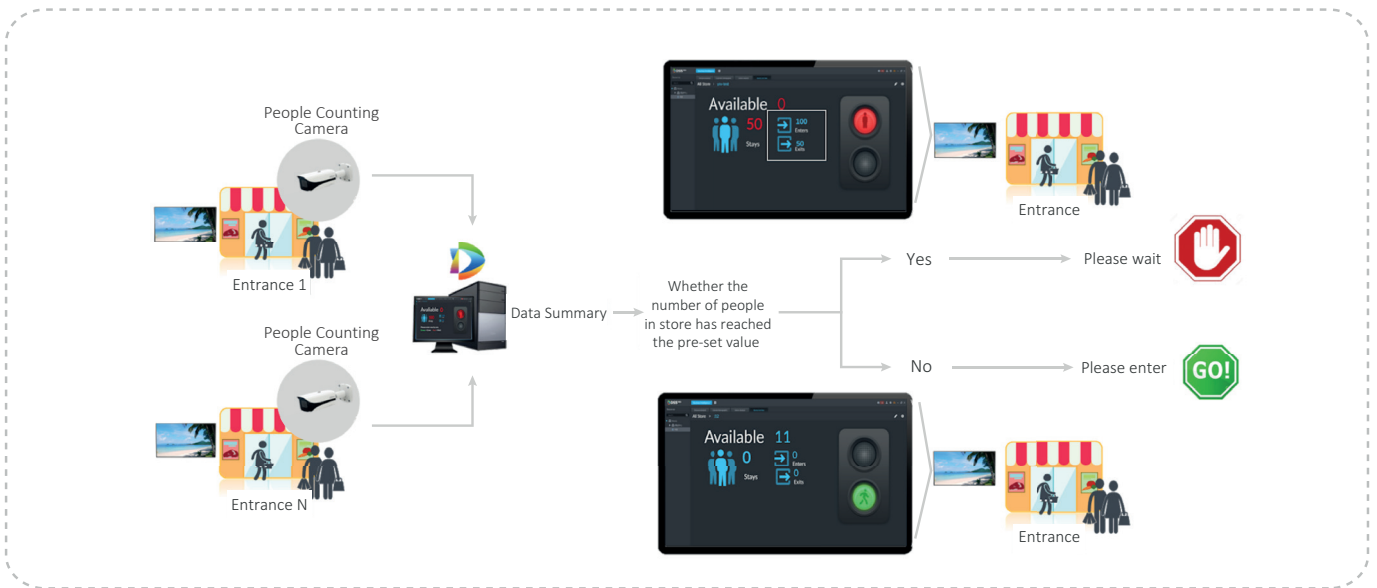 People Counting
Camera
Entrance 1
People Counting
Camera
Entrance N
Data Summary
Whether the
number of people
in store has reached
the pre-set value
Available 0
50
Stays
100
Enters
50
Exits
Entrance
Yes
Please wait
No
Please enter
GO!
Available 11
0
Stays
0
Enters
0
Exits
Entrance
Available 0